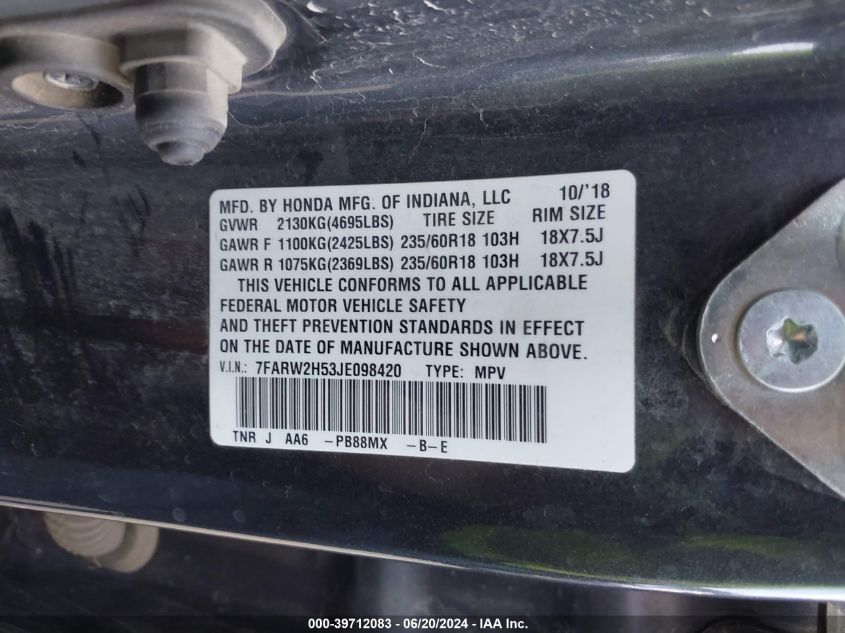 MFD. BY HONDA MFG. OF INDIANA, LLC 10/'18
GVWR 2130KG(4695LBS) TIRE SIZE RIM SIZE
GAWR F 1100KG(2425LBS) 235/60R18 103H 18X7.5J
GAWR R 1075KG(2369LBS) 235/60R18 103H 18X7.5J
THIS VEHICLE CONFORMS TO ALL APPLICABLE
FEDERAL MOTOR VEHICLE SAFETY
AND THEFT PREVENTION STANDARDS IN EFFECT
ON THE DATE OF MANUFACTURE SHOWN ABOVE.
V.I.N.: 7FARW2H53JE098420 TYPE: MPV
TNR J AA6 -PB88MX -B-E
000-39712083 - 06/20/2024 - IAA Inc.